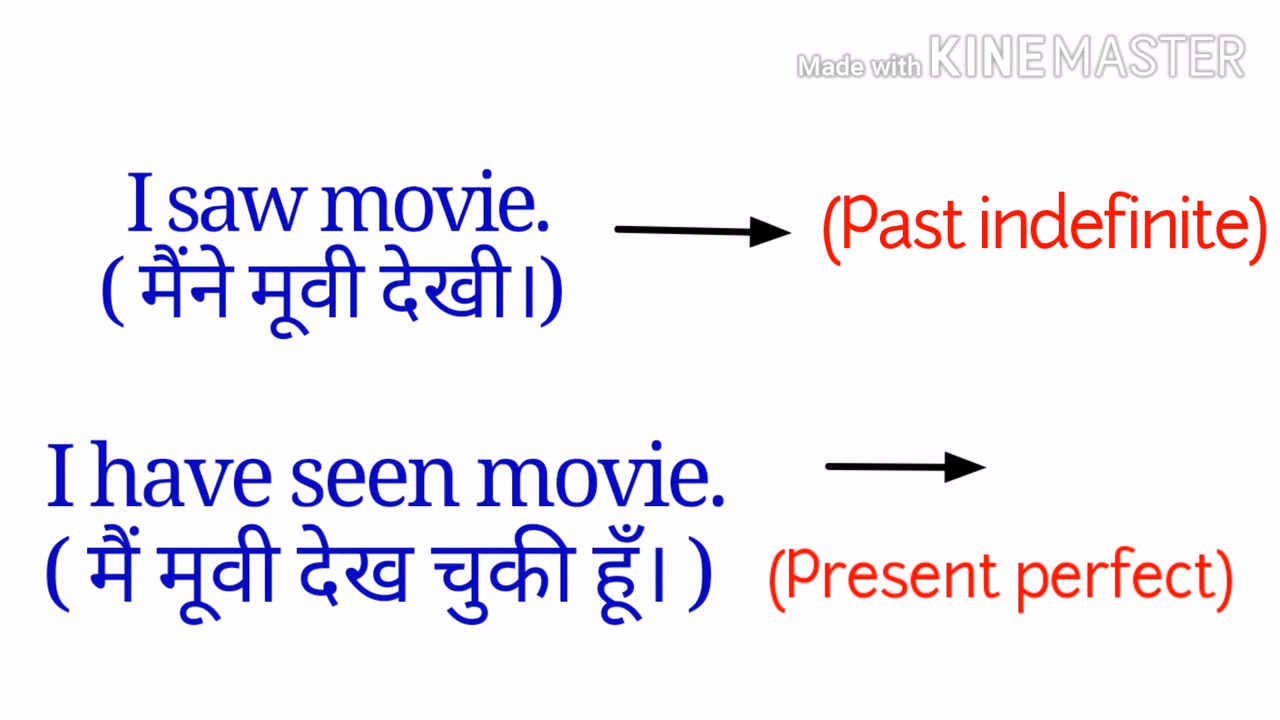 Made with KINEMASTER
I saw movie.
(Past indefinite)
( मैंने मूवी देखी।)
I have seen movie.
( मैं मूवी देख चुकी हूँ। )
(Present perfect)